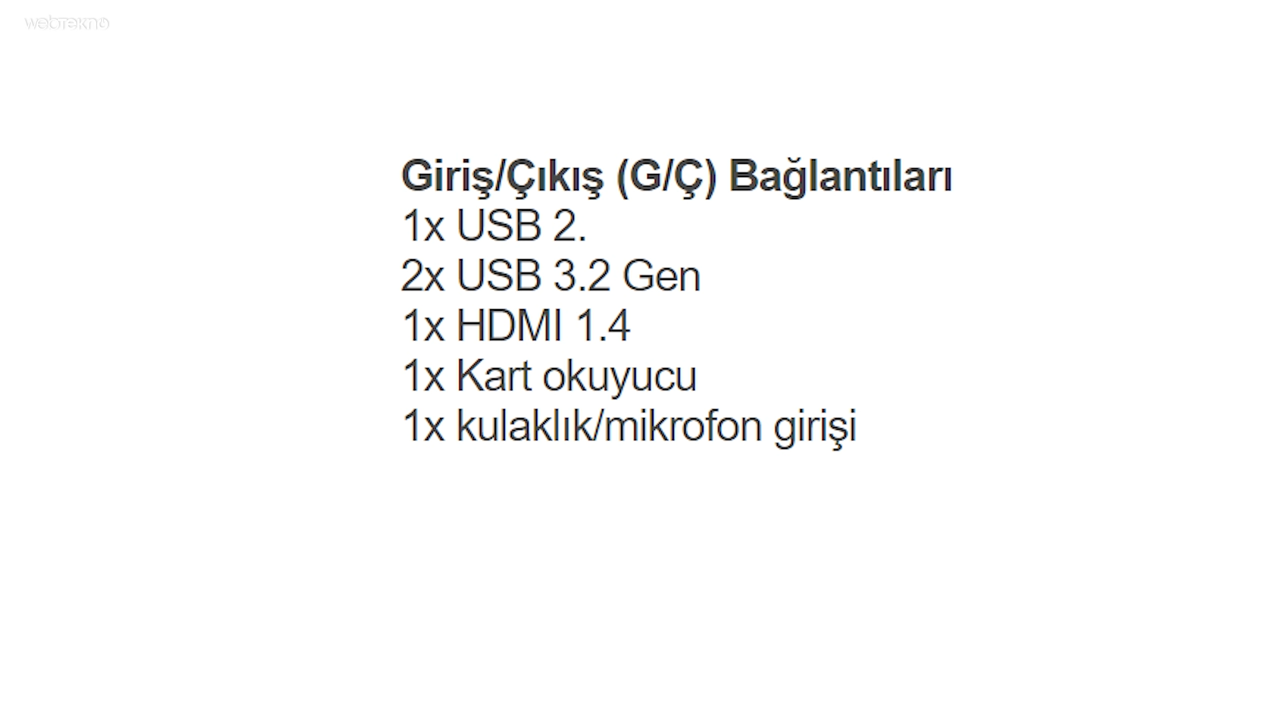 webtekno
Giriş/Çıkış (G/Ç) Bağlantıları
1x USB 2.
2x USB 3.2 Gen
1x HDMI 1.4
1x Kart okuyucu
1x kulaklık/mikrofon girişi